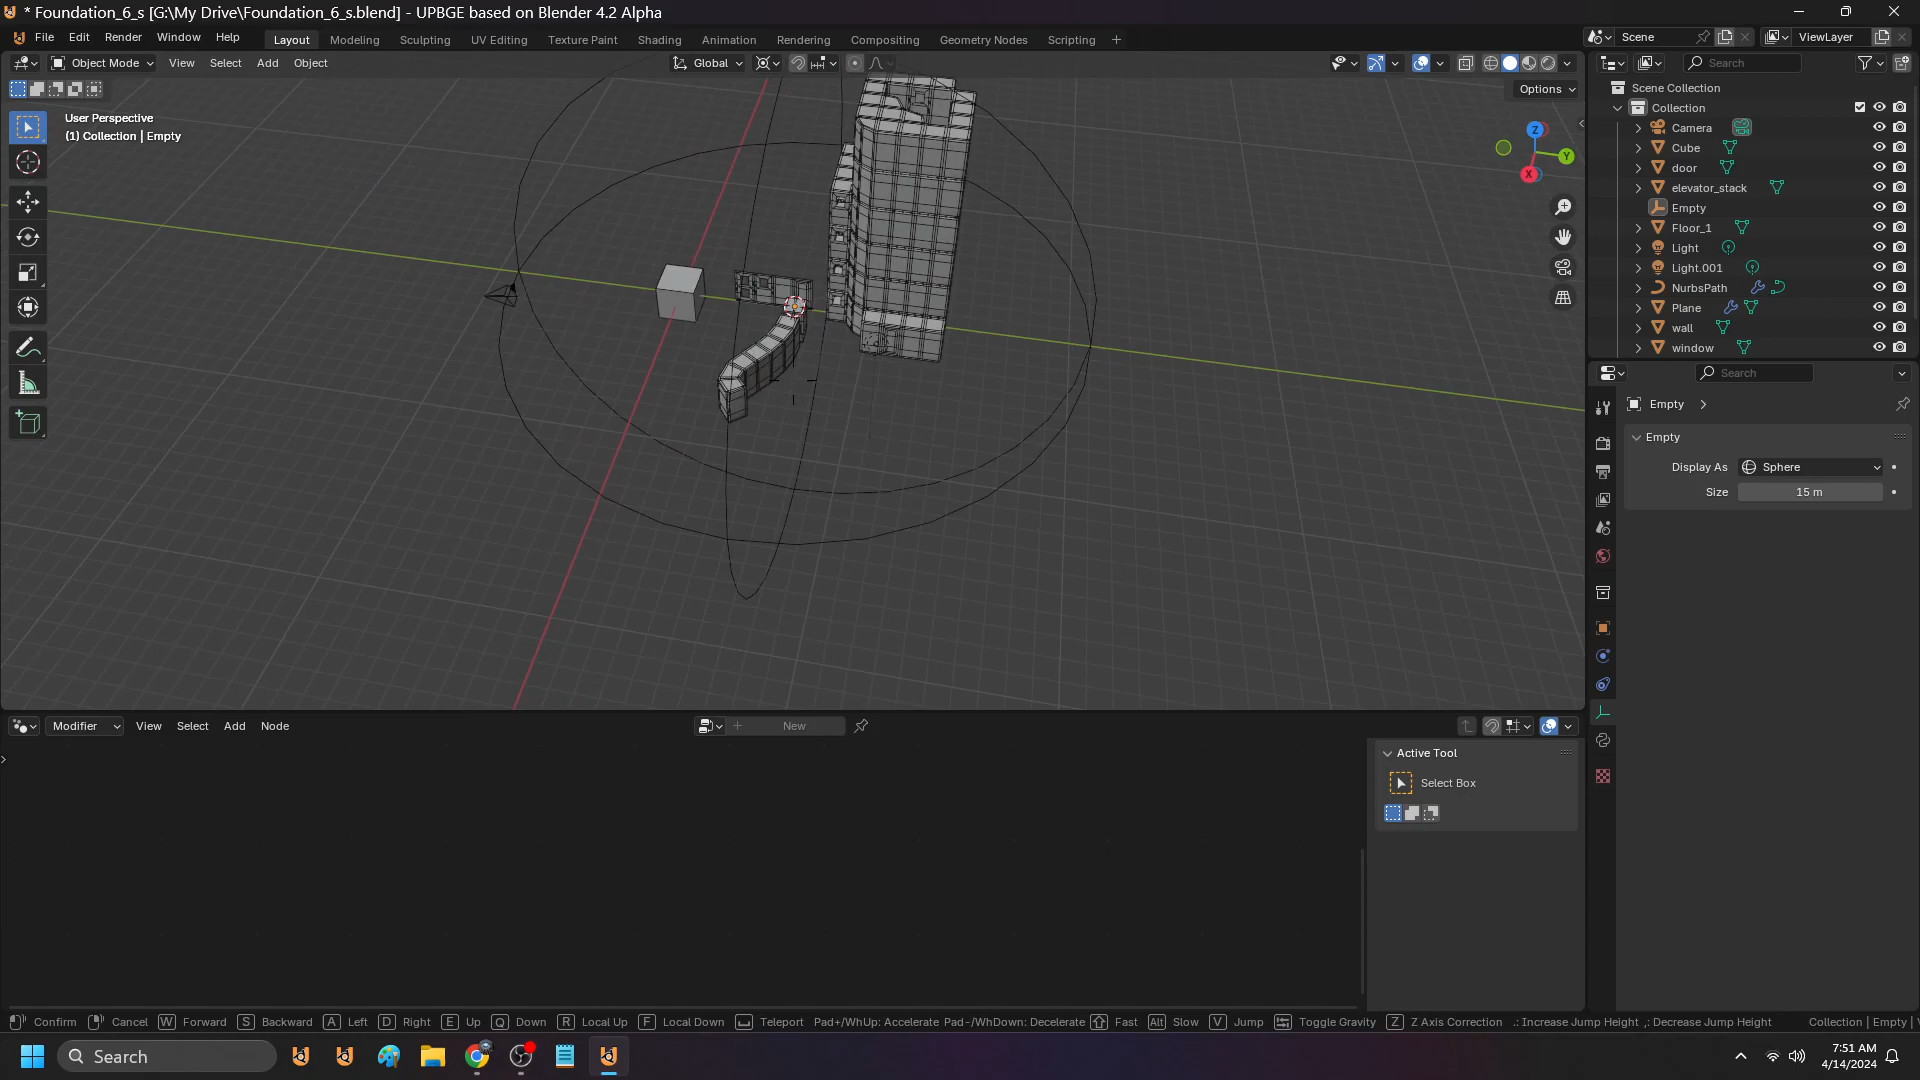 * Foundation_6_s [G:\My Drive\Foundation_6_s.blend] - UPBGE based on Blender 4.2 Alpha
File Edit Render Window Help Layout Modeling Sculpting UV Editing Texture Paint Shading Animation Rendering Compositing Geometry Nodes Scripting + Scene ViewLayer
Object Mode View Select Add Object Global Search
Options
User Perspective
(1) Collection | Empty
Z
Y
X
Scene Collection
Collection
Camera
Cube
door
elevator_stack
Empty
Floor_1
Light
Light.001
NurbsPath
Plane
wall
window
Search
Empty
Empty
Display As Sphere
Size 15 m
Modifier View Select Add Node New
Active Tool
Select Box
Confirm Cancel W Forward S Backward A Left D Right E Up Q Down R Local Up F Local Down Teleport Pad+/WhUp: Accelerate Pad-/WhDown: Decelerate Fast Alt Slow V Jump Toggle Gravity Z Z Axis Correction .: Increase Jump Height ,: Decrease Jump Height Collection | Empty |
Search
7:51 AM
4/14/2024